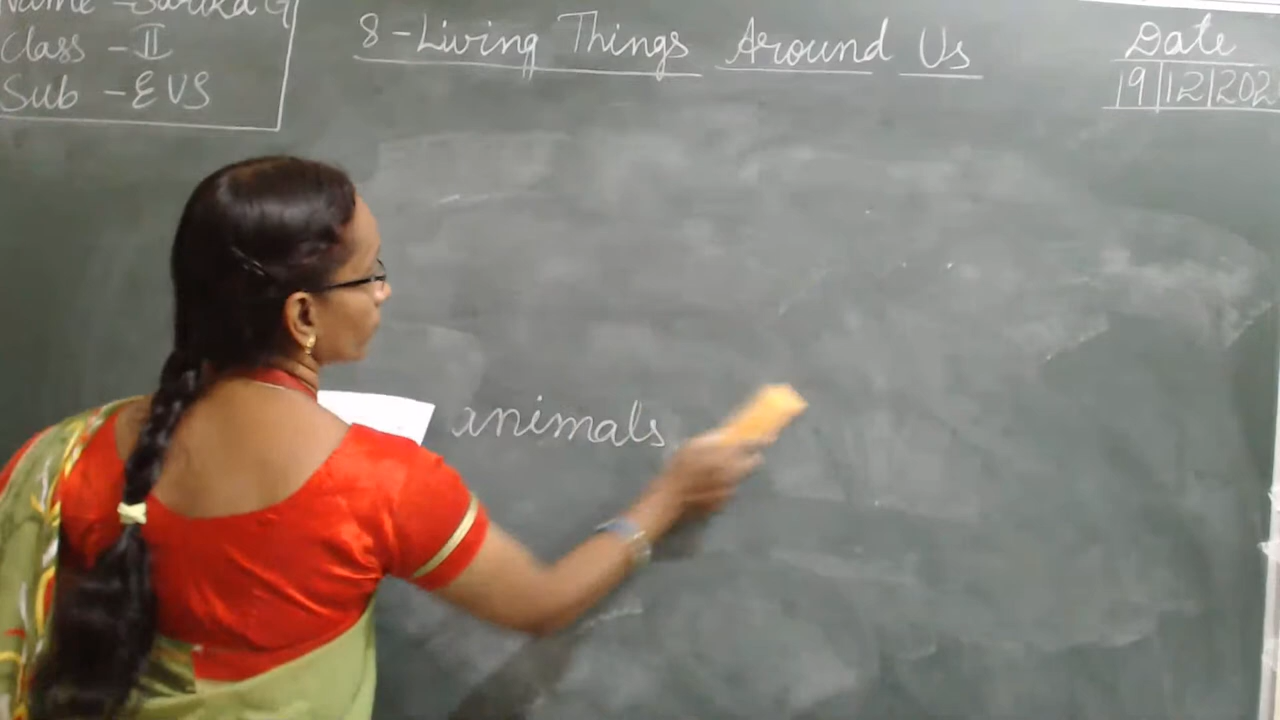 Name - Sarika G
Class - II
Sub - EVS
8 - Living Things Around Us
Date
19|12|202
animals